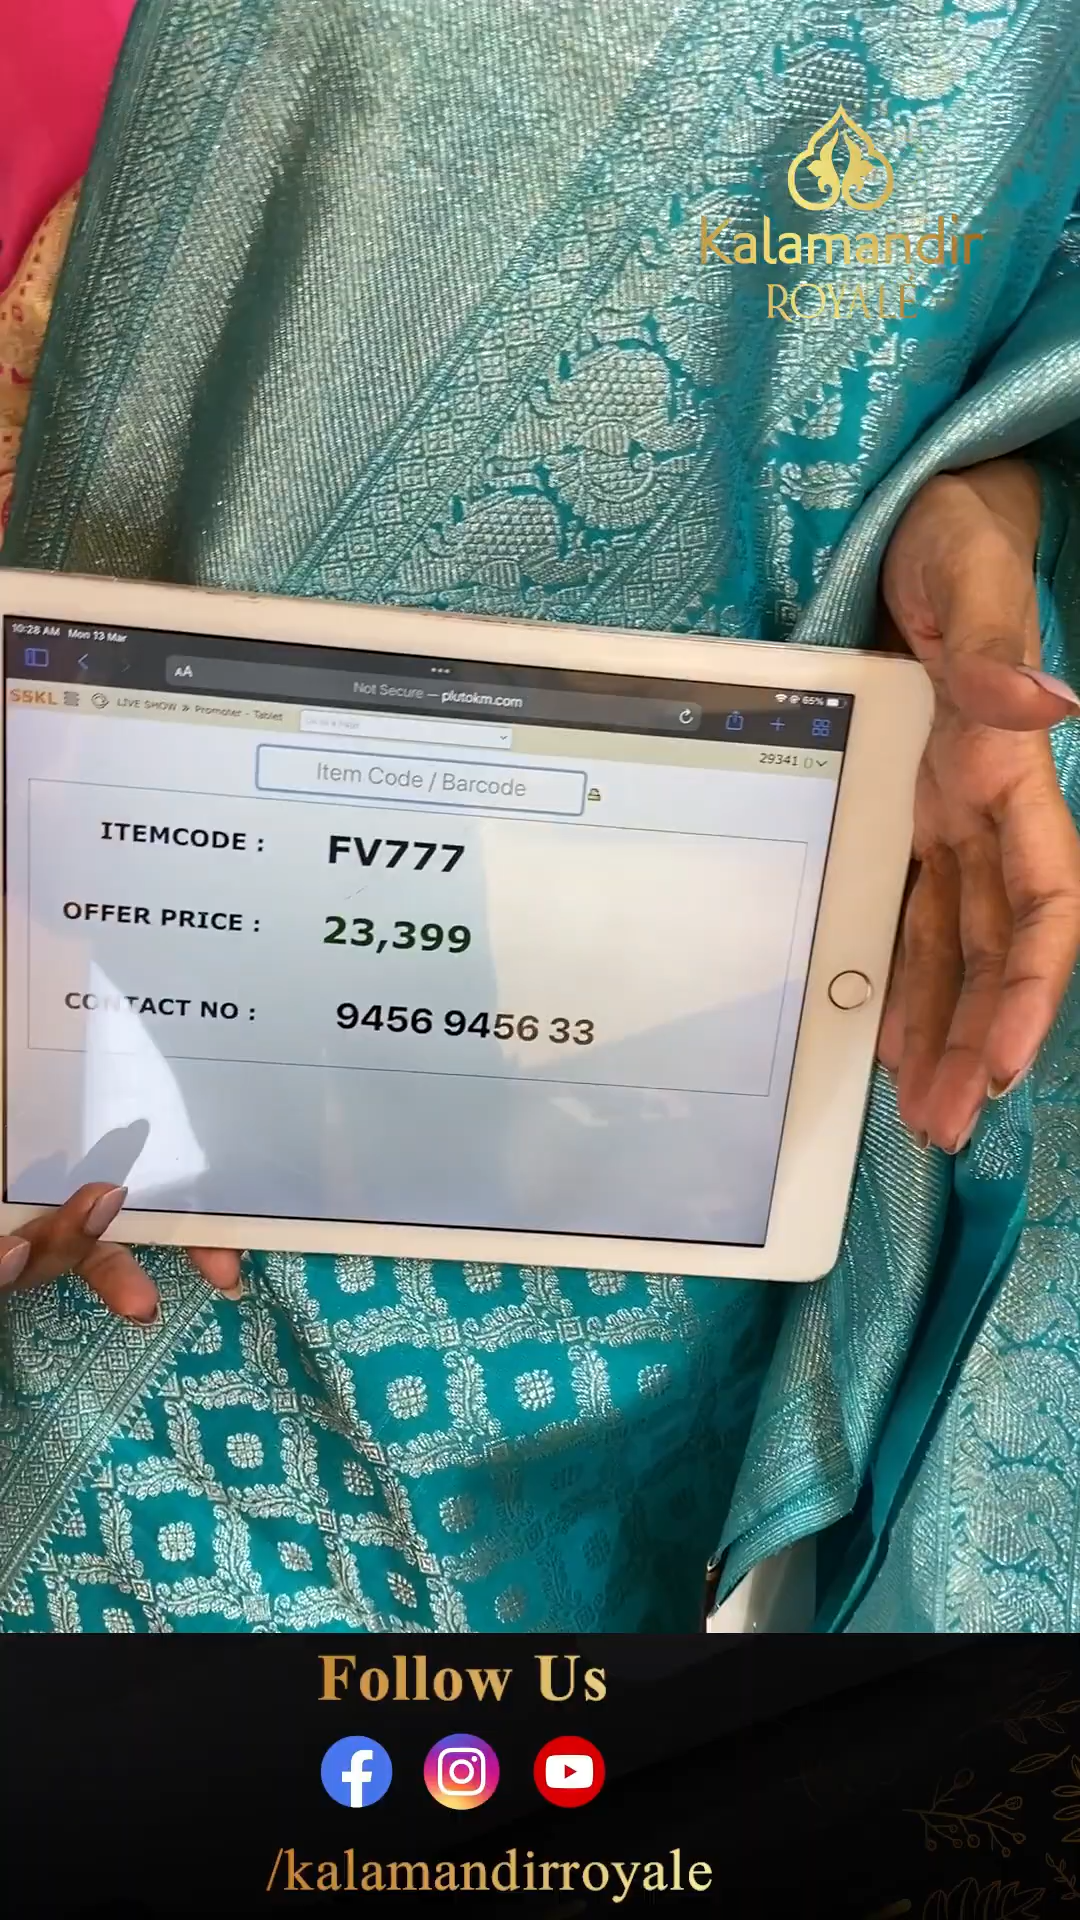 Kalamandir
ROYALE
10:28 AM Mon 13 Mar
65%
AA
Not Secure — plutokm.com
SSKL
LIVE SHOW » Promoter - Tablet
29341 ()
Item Code / Barcode
ITEMCODE : FV777
OFFER PRICE : 23,399
CONTACT NO : 9456 9456 33
Follow Us
/kalamandirroyale